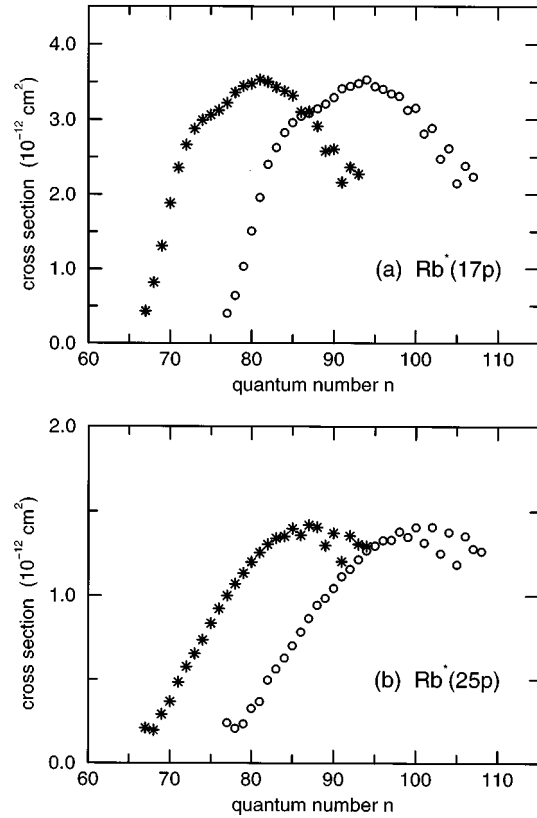 cross section (10⁻¹² cm²)
4.0
3.0
2.0
1.0
0.0
(a) Rb*(17p)
60 70 80 90 100 110
quantum number n
cross section (10⁻¹² cm²)
2.0
1.0
0.0
(b) Rb*(25p)
60 70 80 90 100 110
quantum number n